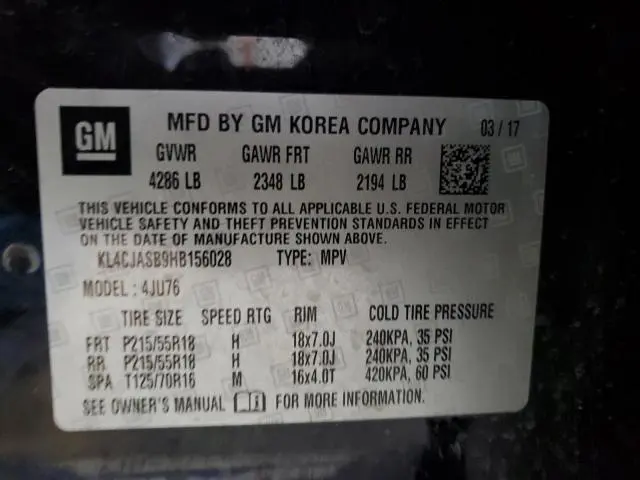 GM
MFD BY GM KOREA COMPANY 03 / 17
GVWR GAWR FRT GAWR RR
4286 LB 2348 LB 2194 LB
THIS VEHICLE CONFORMS TO ALL APPLICABLE U.S. FEDERAL MOTOR
VEHICLE SAFETY AND THEFT PREVENTION STANDARDS IN EFFECT
ON THE DATE OF MANUFACTURE SHOWN ABOVE.
KL4CJASB9HB156028 TYPE: MPV
MODEL : 4JU76
TIRE SIZE SPEED RTG RIM COLD TIRE PRESSURE
FRT P215/55R18 H 18x7.0J 240KPA, 35 PSI
RR P215/55R18 H 18x7.0J 240KPA, 35 PSI
SPA T125/70R16 M 16x4.0T 420KPA, 60 PSI
SEE OWNER'S MANUAL FOR MORE INFORMATION.